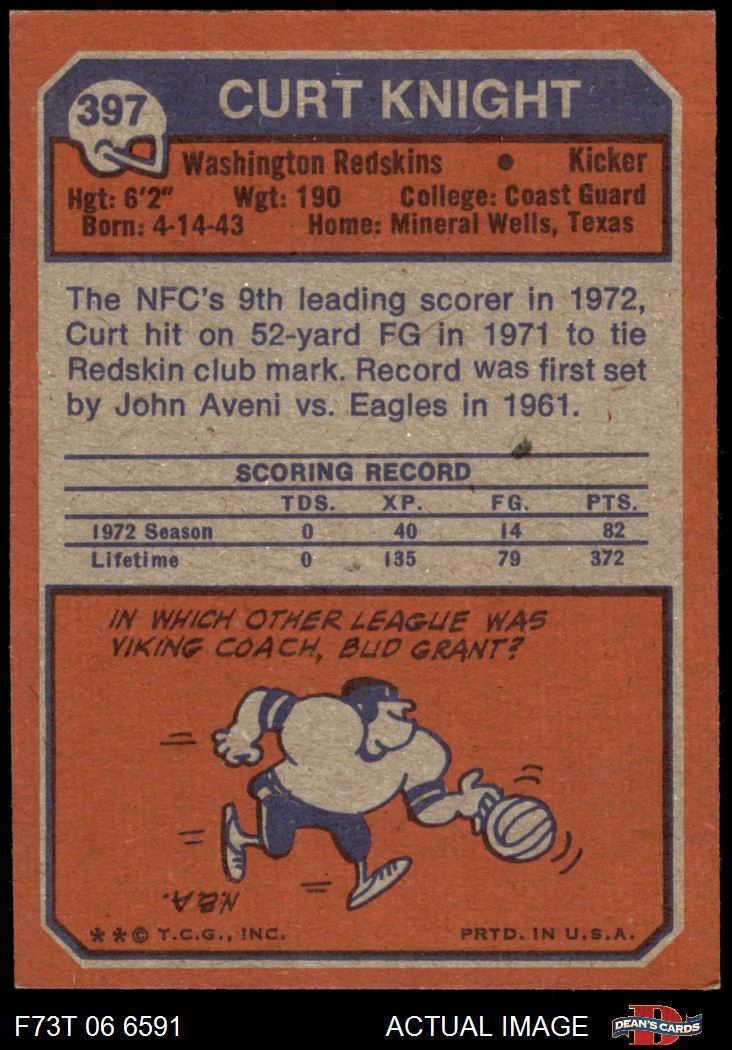 397
CURT KNIGHT
Washington Redskins • Kicker
Hgt: 6'2" Wgt: 190 College: Coast Guard
Born: 4-14-43 Home: Mineral Wells, Texas
The NFC's 9th leading scorer in 1972,
Curt hit on 52-yard FG in 1971 to tie
Redskin club mark. Record was first set
by John Aveni vs. Eagles in 1961.
SCORING RECORD
TDS. XP. FG. PTS.
1972 Season 0 40 14 82
Lifetime 0 135 79 372
IN WHICH OTHER LEAGUE WAS
VIKING COACH, BUD GRANT?
N.B.A.
**© T.C.G., INC. PRTD. IN U.S.A.
F73T 06 6591 ACTUAL IMAGE D DEAN'S CARDS